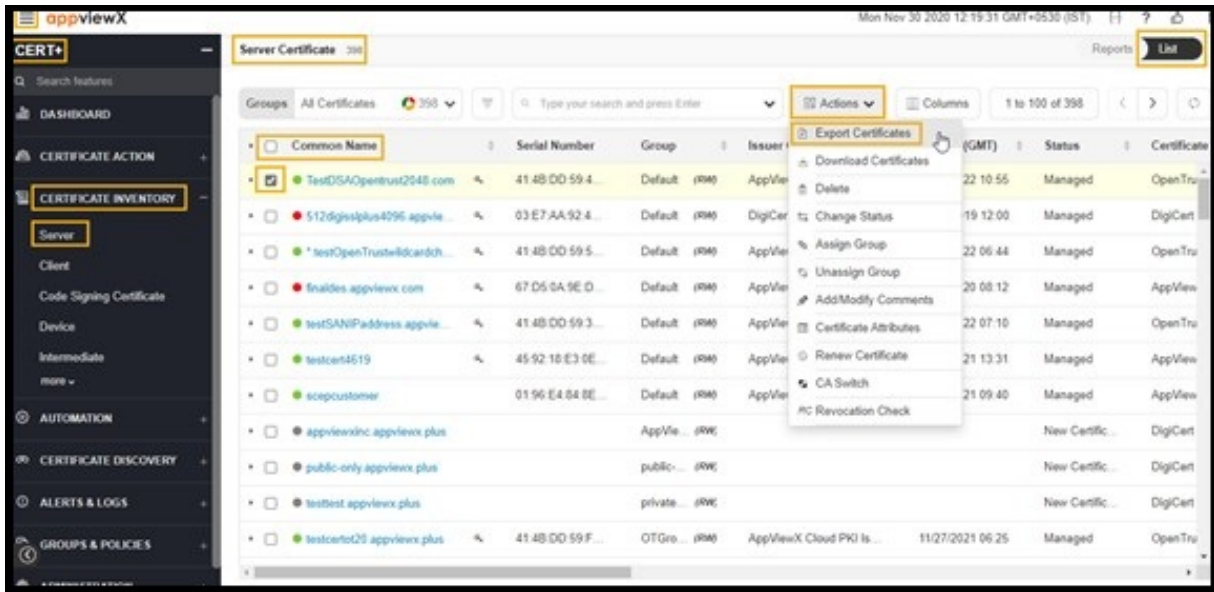 appviewX
Mon Nov 30 2020 12:19:31 GMT+0530 (IST)
CERT+
Server Certificate 398
Reports List
Search features
DASHBOARD
CERTIFICATE ACTION
CERTIFICATE INVENTORY
Server
Client
Code Signing Certificate
Device
Intermediate
more
AUTOMATION
CERTIFICATE DISCOVERY
ALERTS & LOGS
GROUPS & POLICIES
Groups All Certificates 398 Type your search and press Enter Actions Columns 1 to 100 of 398
Export Certificates
Download Certificates
Delete
Change Status
Assign Group
Unassign Group
Add/Modify Comments
Certificate Attributes
Renew Certificate
CA Switch
Revocation Check
Common Name Serial Number Group Issuer (GMT) Status Certificate
TestDSAOpentrust2048.com 41:4B:DD:59:4... Default (RW) AppVie 22 10:55 Managed OpenTru
512digisslplus4096.appvie... 03:E7:AA:92:4... Default (RW) DigiCer 19 12:00 Managed DigiCert
*.testOpenTrustwildcardch... 41:4B:DD:59:5... Default (RW) AppVie 22 06:44 Managed OpenTru
finaldes.appviewx.com 67:D5:0A:9E:D... Default (RW) AppVie 20 08:12 Managed AppView
testSANIPaddress.appvie... 41:4B:DD:59:3... Default (RW) AppVie 22 07:10 Managed OpenTru
testcert4619 45:92:18:E3:0E... Default (RW) AppVie 21 13:31 Managed AppView
scepcustomer 01:96:E4:84:8E... Default (RW) AppVie 21 09:40 Managed AppView
appviewxinc.appviewx.plus AppVie... (RW) New Certific... DigiCert
public-only.appviewx.plus public-... (RW) New Certific... DigiCert
testtest.appviewx.plus private... (RW) New Certific... DigiCert
testcertot20.appviewx.plus 41:4B:DD:59:F... OTGro... (RW) AppViewX Cloud PKI Is... 11/27/2021 06:25 Managed OpenTru